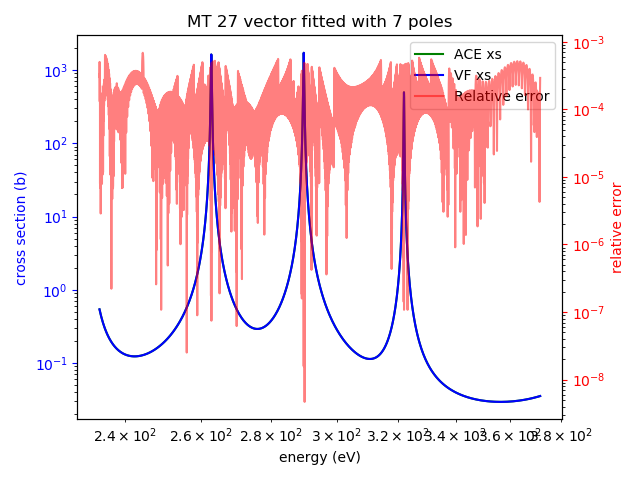 MT 27 vector fitted with 7 poles
ACE xs
VF xs
Relative error
cross section (b)
10³
10²
10¹
10⁰
10⁻¹
relative error
10⁻³
10⁻⁴
10⁻⁵
10⁻⁶
10⁻⁷
10⁻⁸
2.4 × 10² 2.6 × 10² 2.8 × 10² 3 × 10² 3.2 × 10² 3.4 × 10² 3.6 × 10² 3.8 × 10²
energy (eV)